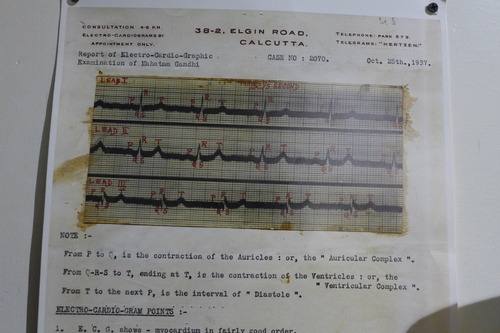 CONSULTATION 4-6 P.M.
ELECTRO-CARDIOGRAMS BY
APPOINTMENT ONLY.
38-2, ELGIN ROAD,
CALCUTTA.
TELEPHONE: PARK 573.
TELEGRAMS: "HERTZEN."
Report of Electro-Cardio-Graphic
Examination of Mahatma Gandhi
CASE NO : 2070.
Oct. 25th.,1937.
LEAD I
SECOND
R
LEAD II
P R T P R T P R T P R T
LEAD III
P R T P R T P R T P R T
NOTE :-
From P to Q, is the contraction of the Auricles : or, the " Auricular Complex ".
From Q-R-S to T, ending at T, is the contraction of the Ventricles : or, the
" Ventricular Complex ".
From T to the next P, is the interval of " Diastole ".
ELECTRO-CARDIO-GRAM POINTS :-
1. E. C. G. shows - myocardium in fairly good order.